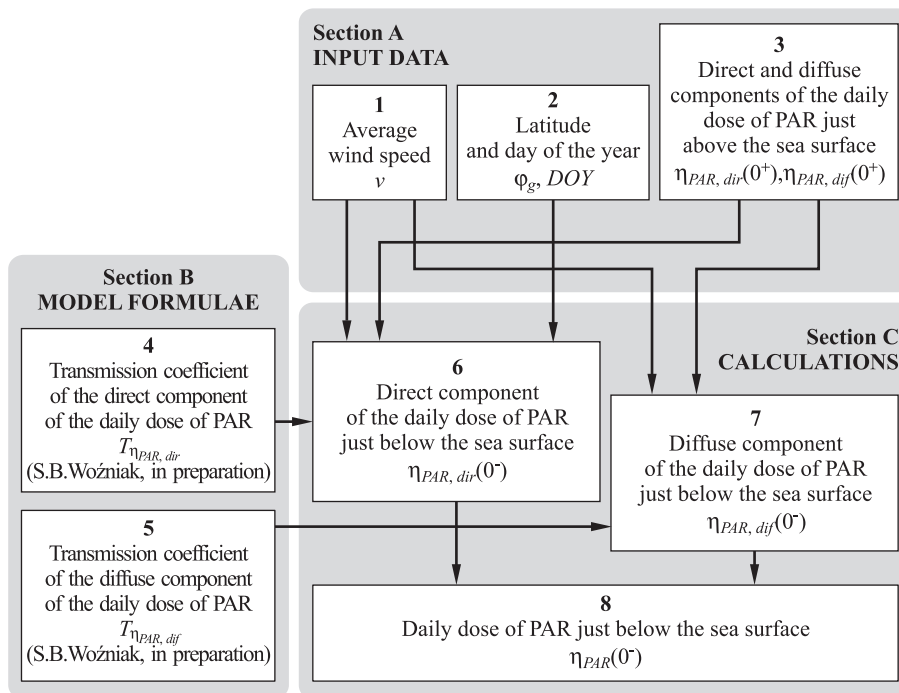 Section A
INPUT DATA
1
Average
wind speed
v
2
Latitude
and day of the year
φg, DOY
3
Direct and diffuse
components of the daily
dose of PAR just
above the sea surface
ηPAR, dir(0+),ηPAR, dif(0+)
Section B
MODEL FORMULAE
4
Transmission coefficient
of the direct component
of the daily dose of PAR
TηPAR, dir
(S.B.Woźniak, in preparation)
5
Transmission coefficient
of the diffuse component
of the daily dose of PAR
TηPAR, dif
(S.B.Woźniak, in preparation)
Section C
CALCULATIONS
6
Direct component
of the daily dose of PAR
just below the sea surface
ηPAR, dir(0-)
7
Diffuse component
of the daily dose of PAR
just below the sea surface
ηPAR, dif(0-)
8
Daily dose of PAR just below the sea surface
ηPAR(0-)